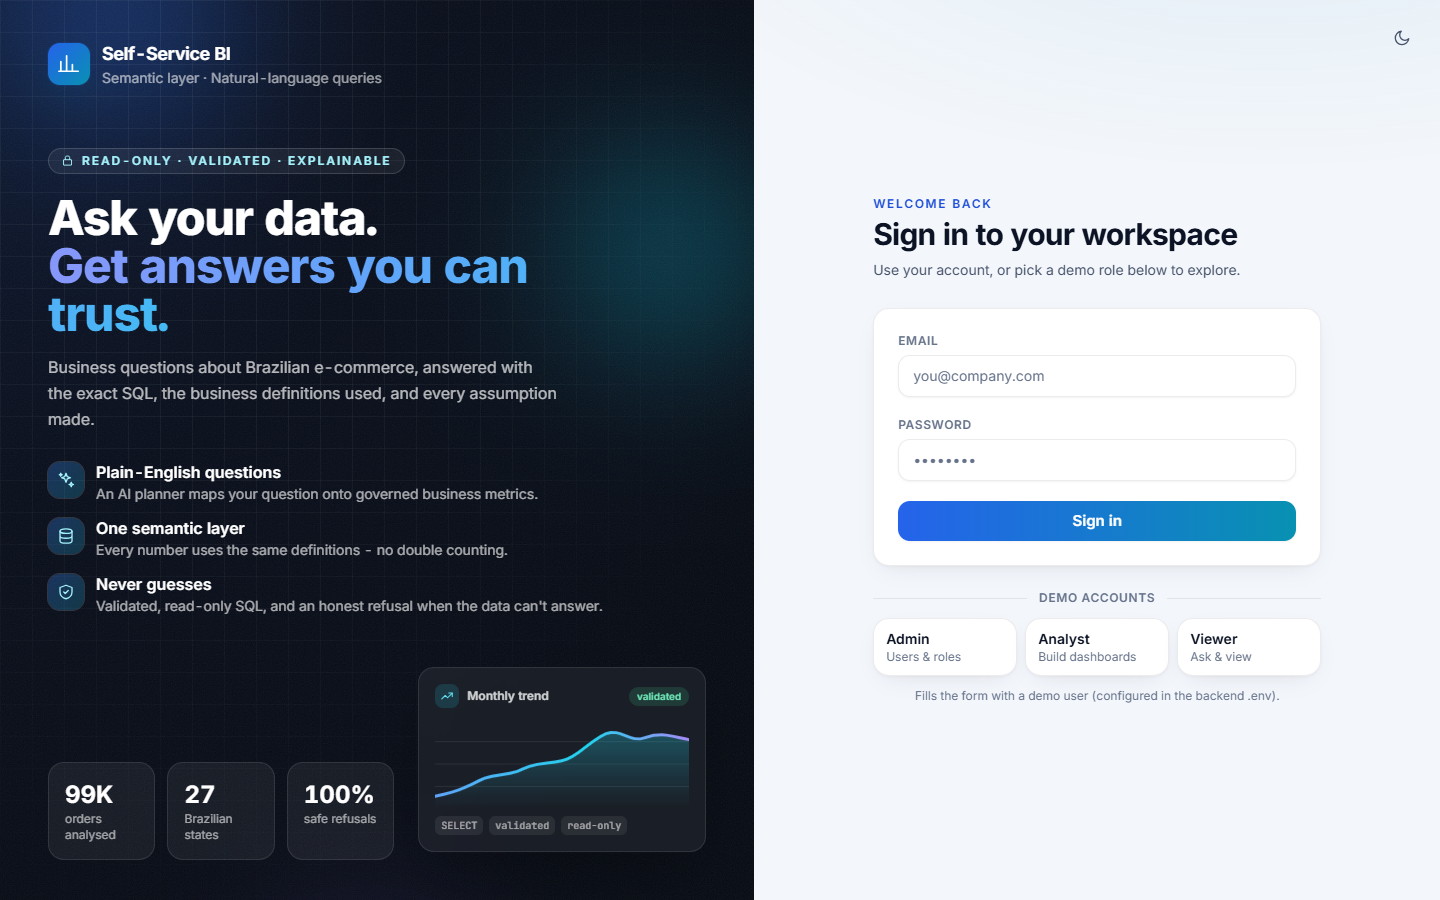 Self-Service BI
Semantic layer · Natural-language queries
READ-ONLY · VALIDATED · EXPLAINABLE
Ask your data.
Get answers you can
trust.
Business questions about Brazilian e-commerce, answered with
the exact SQL, the business definitions used, and every assumption
made.
Plain-English questions
An AI planner maps your question onto governed business metrics.
One semantic layer
Every number uses the same definitions - no double counting.
Never guesses
Validated, read-only SQL, and an honest refusal when the data can't answer.
99K
orders
analysed
27
Brazilian
states
100%
safe refusals
Monthly trend
validated
SELECT
validated
read-only
WELCOME BACK
Sign in to your workspace
Use your account, or pick a demo role below to explore.
EMAIL
you@company.com
PASSWORD
••••••••
Sign in
DEMO ACCOUNTS
Admin
Users & roles
Analyst
Build dashboards
Viewer
Ask & view
Fills the form with a demo user (configured in the backend .env).